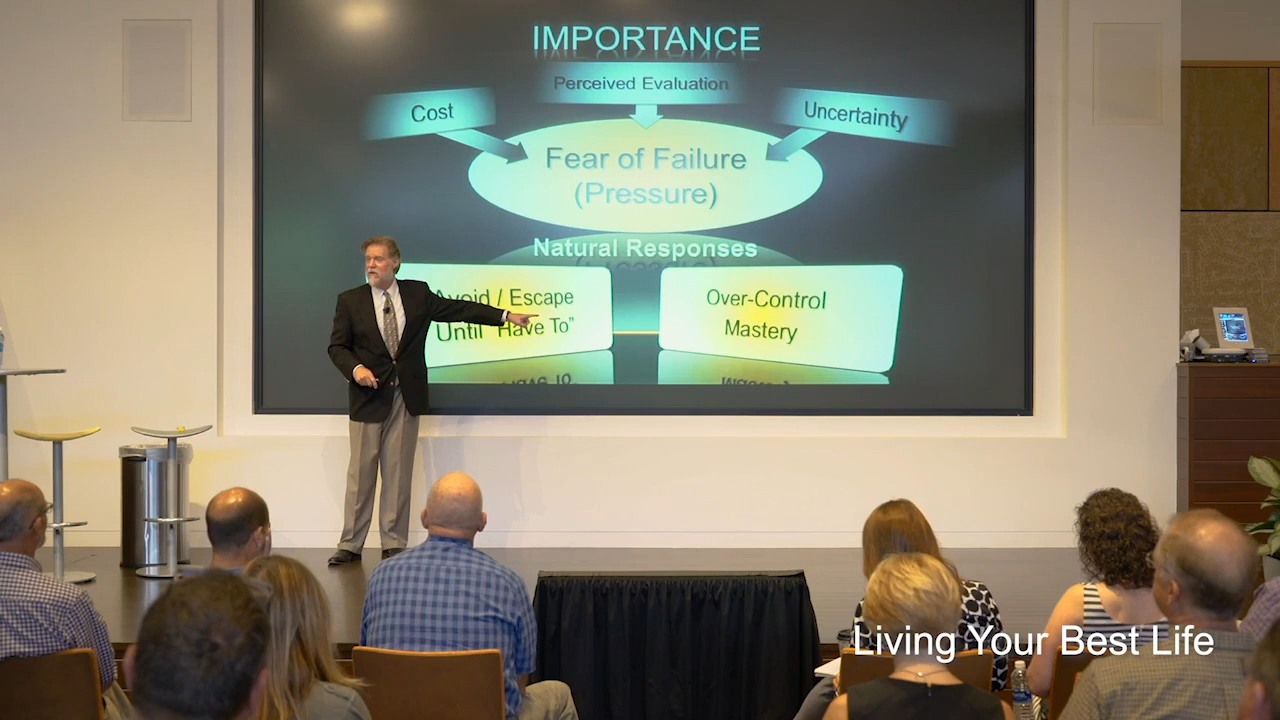 IMPORTANCE
Perceived Evaluation
Cost
Uncertainty
Fear of Failure
(Pressure)
Natural Responses
Avoid / Escape
Until "Have To"
Over-Control
Mastery
Living Your Best Life